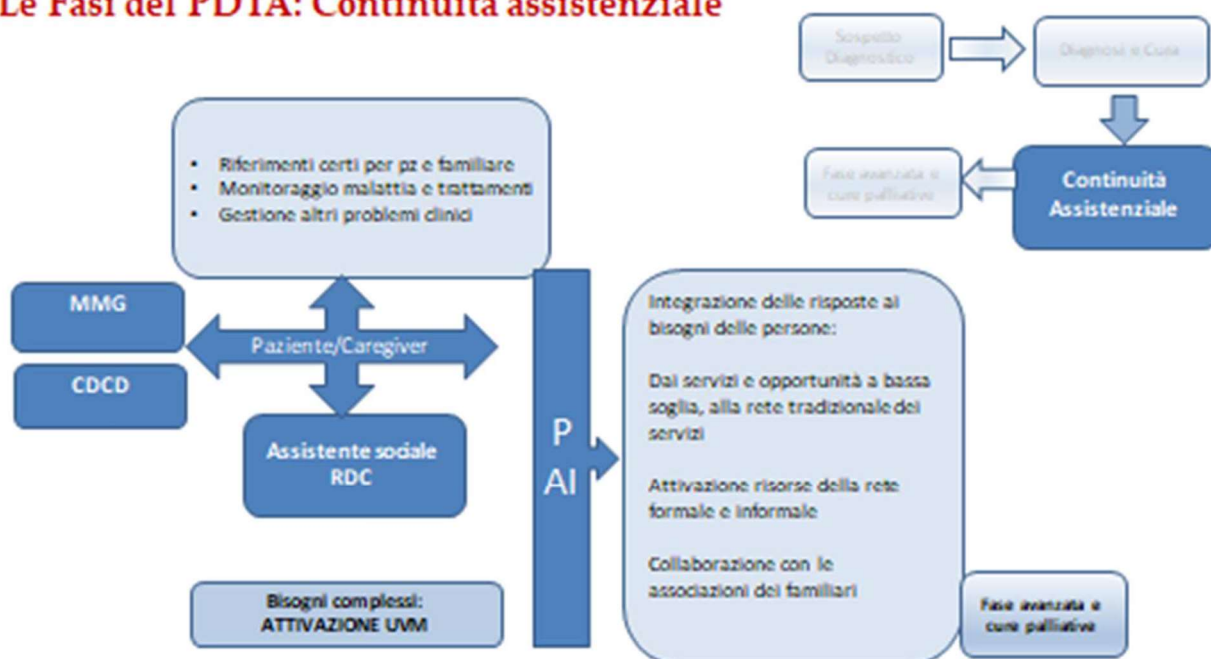 Le Fasi del PDTA: Continuità assistenziale
Sospetto
Diagnostico
Diagnosi e Cura
Fase avanzata e
cure palliative
Continuità
Assistenziale
• Riferimenti certi per pz e familiare
• Monitoraggio malattia e trattamenti
• Gestione altri problemi clinici
MMG
CDCD
Paziente/Caregiver
Assistente sociale
RDC
Bisogni complessi:
ATTIVAZIONE UVM
P
AI
Integrazione delle risposte ai
bisogni delle persone:
Dai servizi e opportunità a bassa
soglia, alla rete tradizionale dei
servizi
Attivazione risorse della rete
formale e informale
Collaborazione con le
associazioni dei familiari
Fase avanzata e
cure palliative